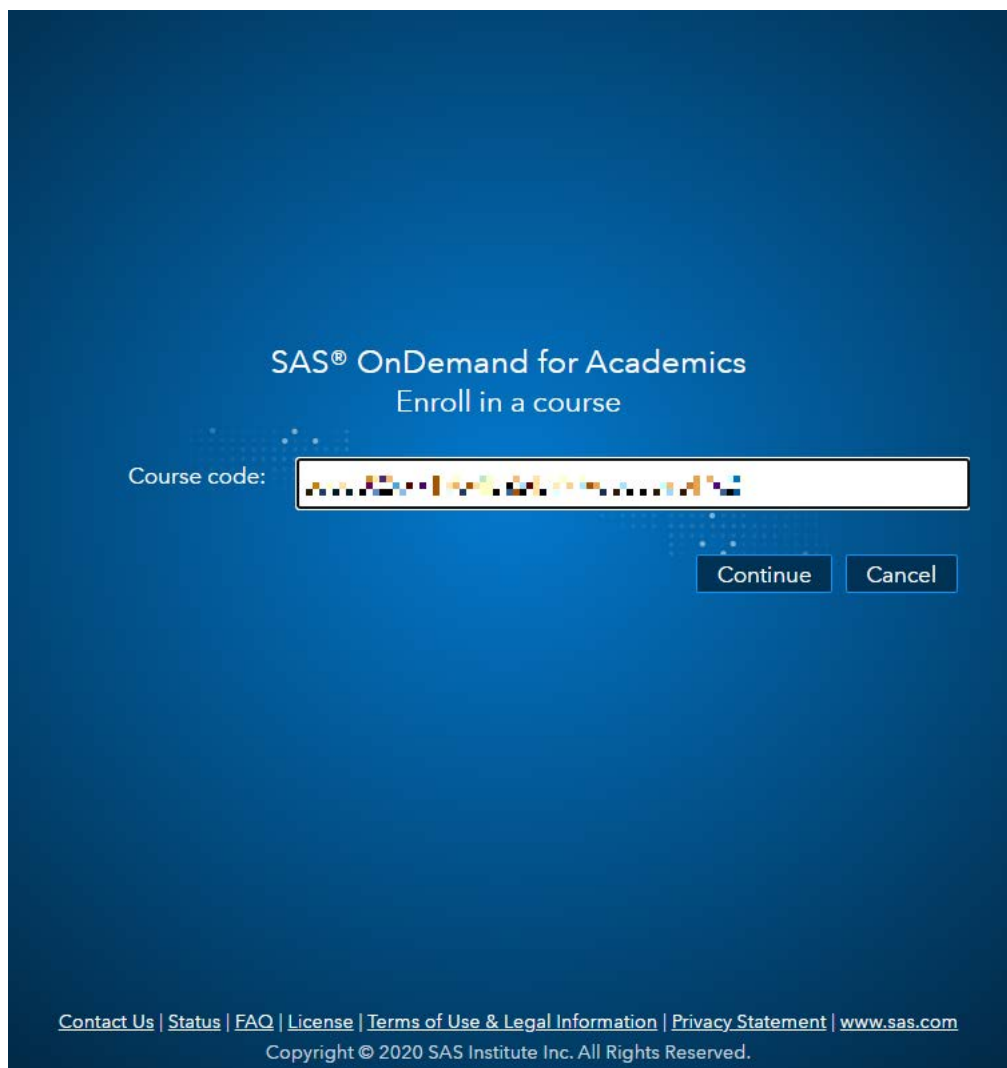 SAS® OnDemand for Academics
Enroll in a course
Course code:
Continue Cancel
Contact Us | Status | FAQ | License | Terms of Use & Legal Information | Privacy Statement | www.sas.com
Copyright © 2020 SAS Institute Inc. All Rights Reserved.